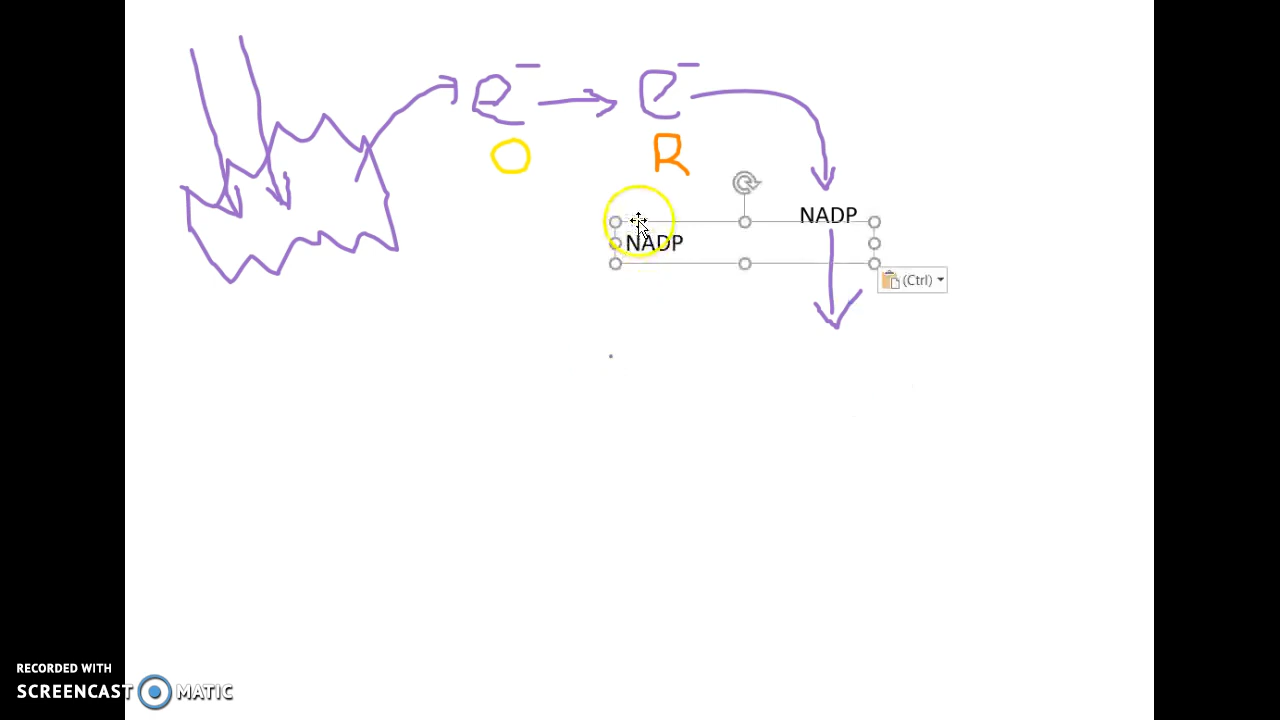 e⁻ e⁻
O R
NADP
NADP
(Ctrl)
RECORDED WITH
SCREENCAST MATIC